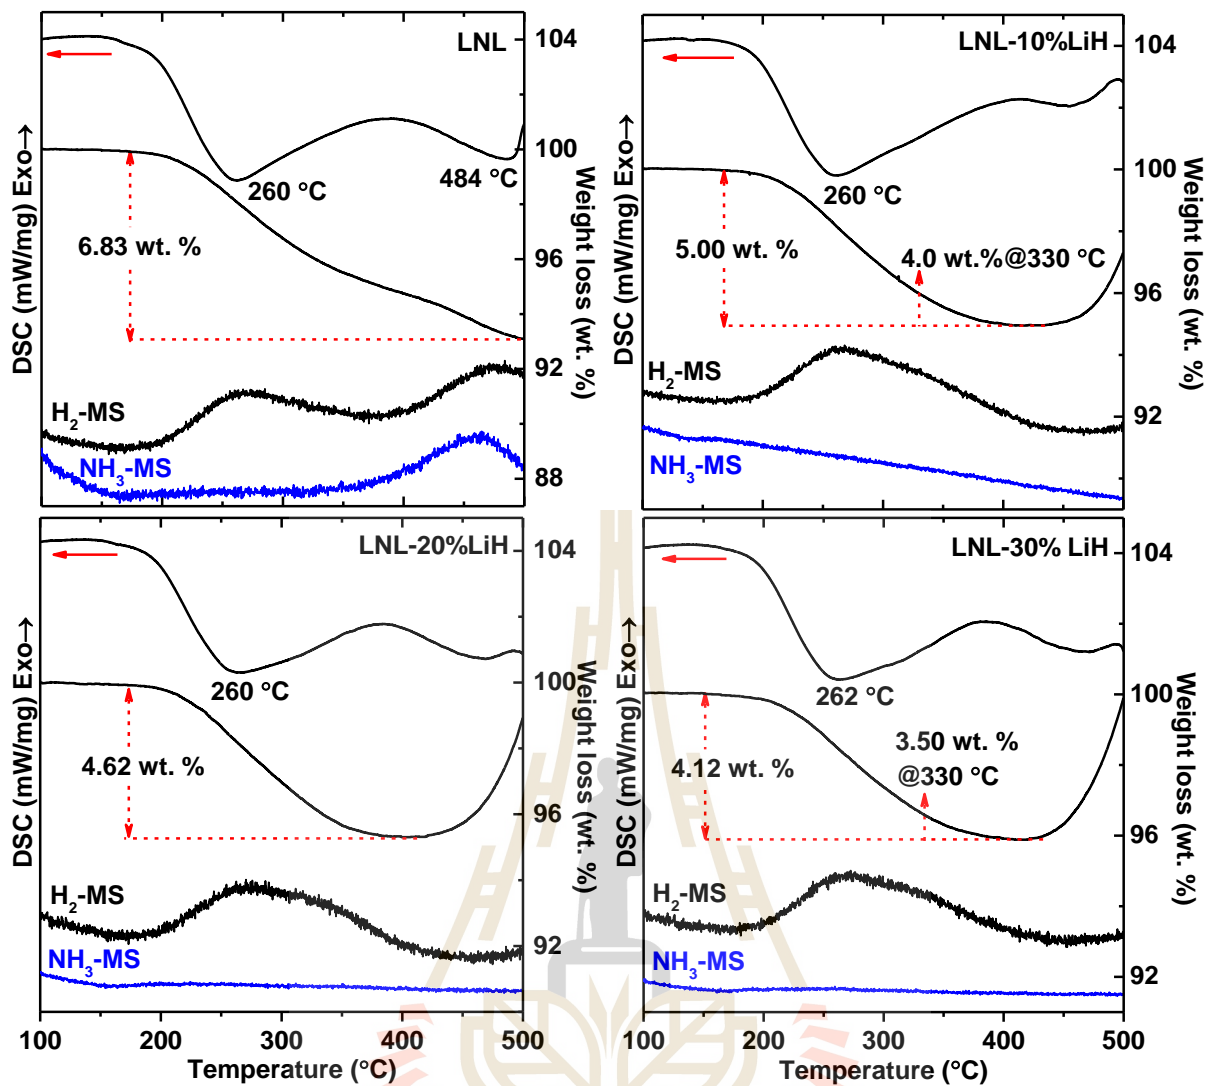 LNL
104
100
96
92
88
260 °C
484 °C
6.83 wt. %
H2-MS
NH3-MS
DSC (mW/mg) Exo→
Weight loss (wt. %)
LNL-10%LiH
104
100
96
92
260 °C
5.00 wt. %
4.0 wt.%@330 °C
H2-MS
NH3-MS
DSC (mW/mg) Exo→
Weight loss (wt. %)
LNL-20%LiH
104
100
96
92
260 °C
4.62 wt. %
H2-MS
NH3-MS
DSC (mW/mg) Exo→
Weight loss (wt. %)
100 200 300 400 500
Temperature (°C)
LNL-30% LiH
104
100
96
92
262 °C
4.12 wt. %
3.50 wt. %
@330 °C
H2-MS
NH3-MS
DSC (mW/mg) Exo→
Weight loss (wt. %)
100 200 300 400 500
Temperature (°C)